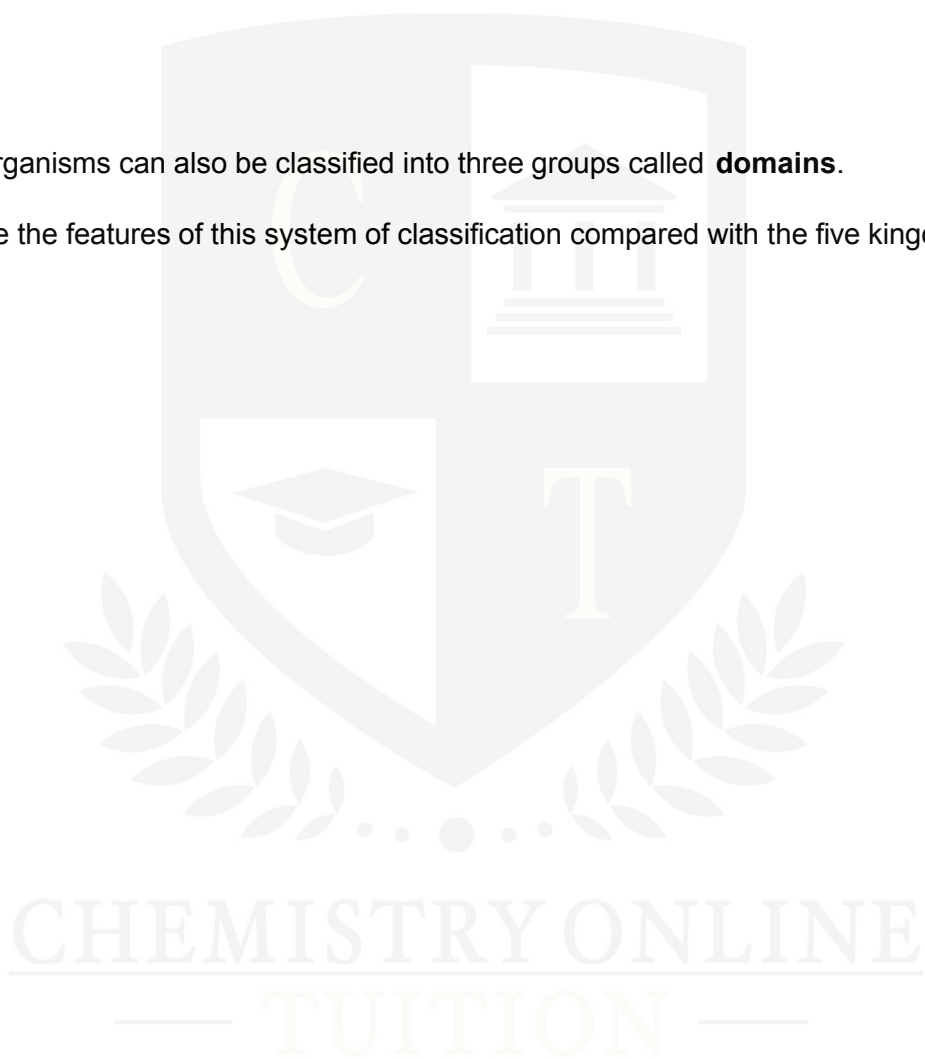 rganisms can also be classified into three groups called domains.
e the features of this system of classification compared with the five king
C
T
CHEMISTRY ONLINE
TUITION